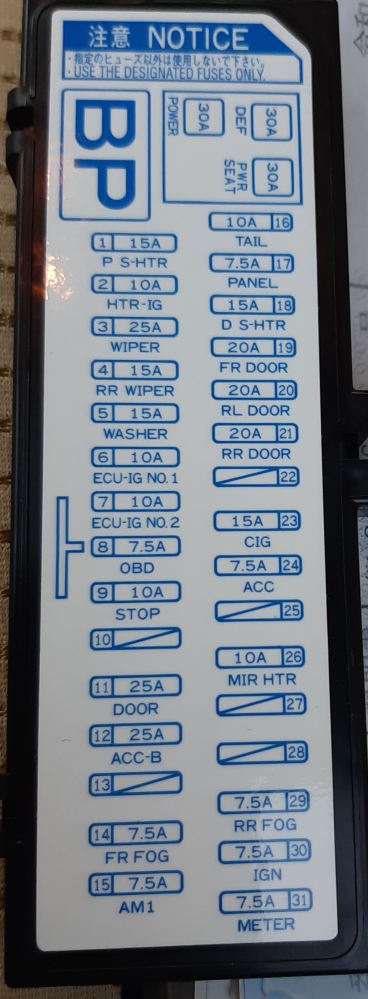 注意 NOTICE
・指定のヒューズ以外は使用しないで下さい。
・USE THE DESIGNATED FUSES ONLY.
BP
30A POWER
30A DEF
30A PWR SEAT
1 15A
P S-HTR
2 10A
HTR-IG
3 25A
WIPER
4 15A
RR WIPER
5 15A
WASHER
6 10A
ECU-IG NO.1
7 10A
ECU-IG NO.2
8 7.5A
OBD
9 10A
STOP
10
11 25A
DOOR
12 25A
ACC-B
13
14 7.5A
FR FOG
15 7.5A
AM1
10A 16
TAIL
7.5A 17
PANEL
15A 18
D S-HTR
20A 19
FR DOOR
20A 20
RL DOOR
20A 21
RR DOOR
22
15A 23
CIG
7.5A 24
ACC
25
10A 26
MIR HTR
27
28
7.5A 29
RR FOG
7.5A 30
IGN
7.5A 31
METER